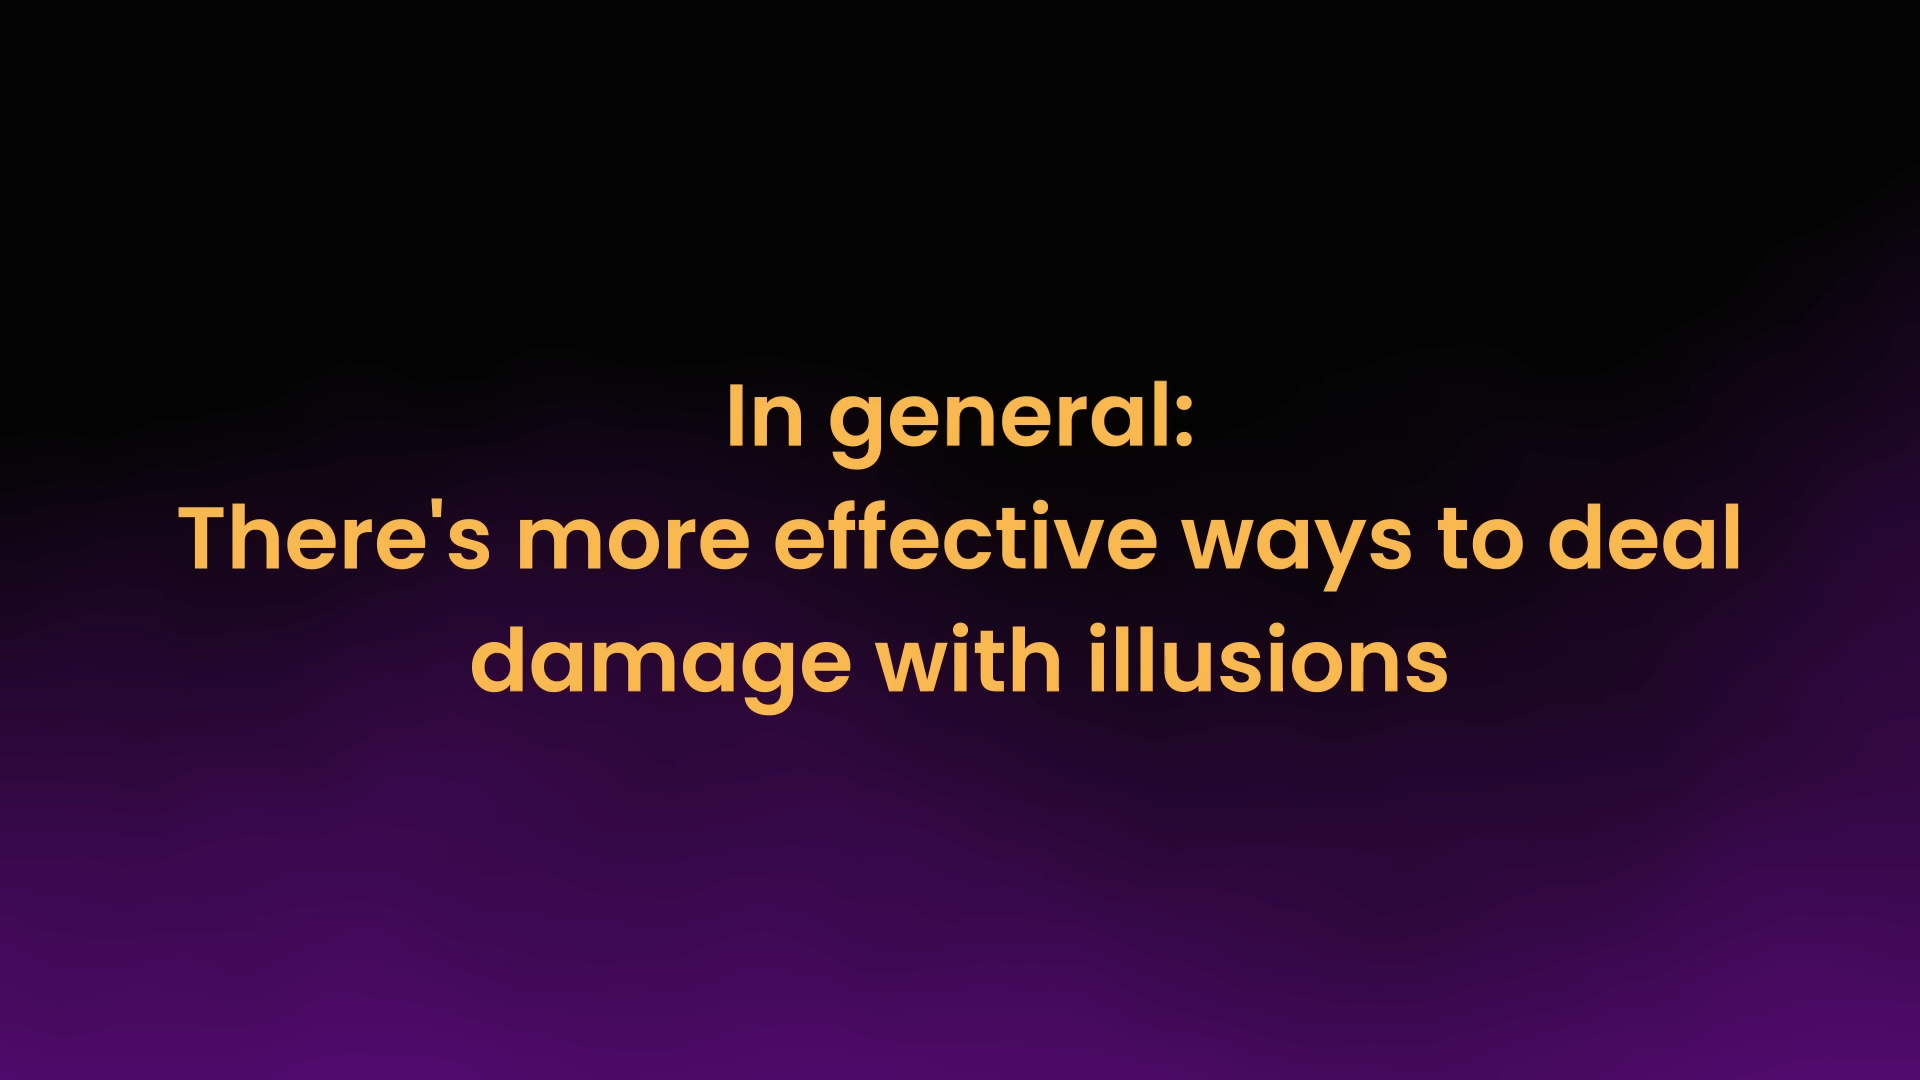 In general:
There's more effective ways to deal
damage with illusions